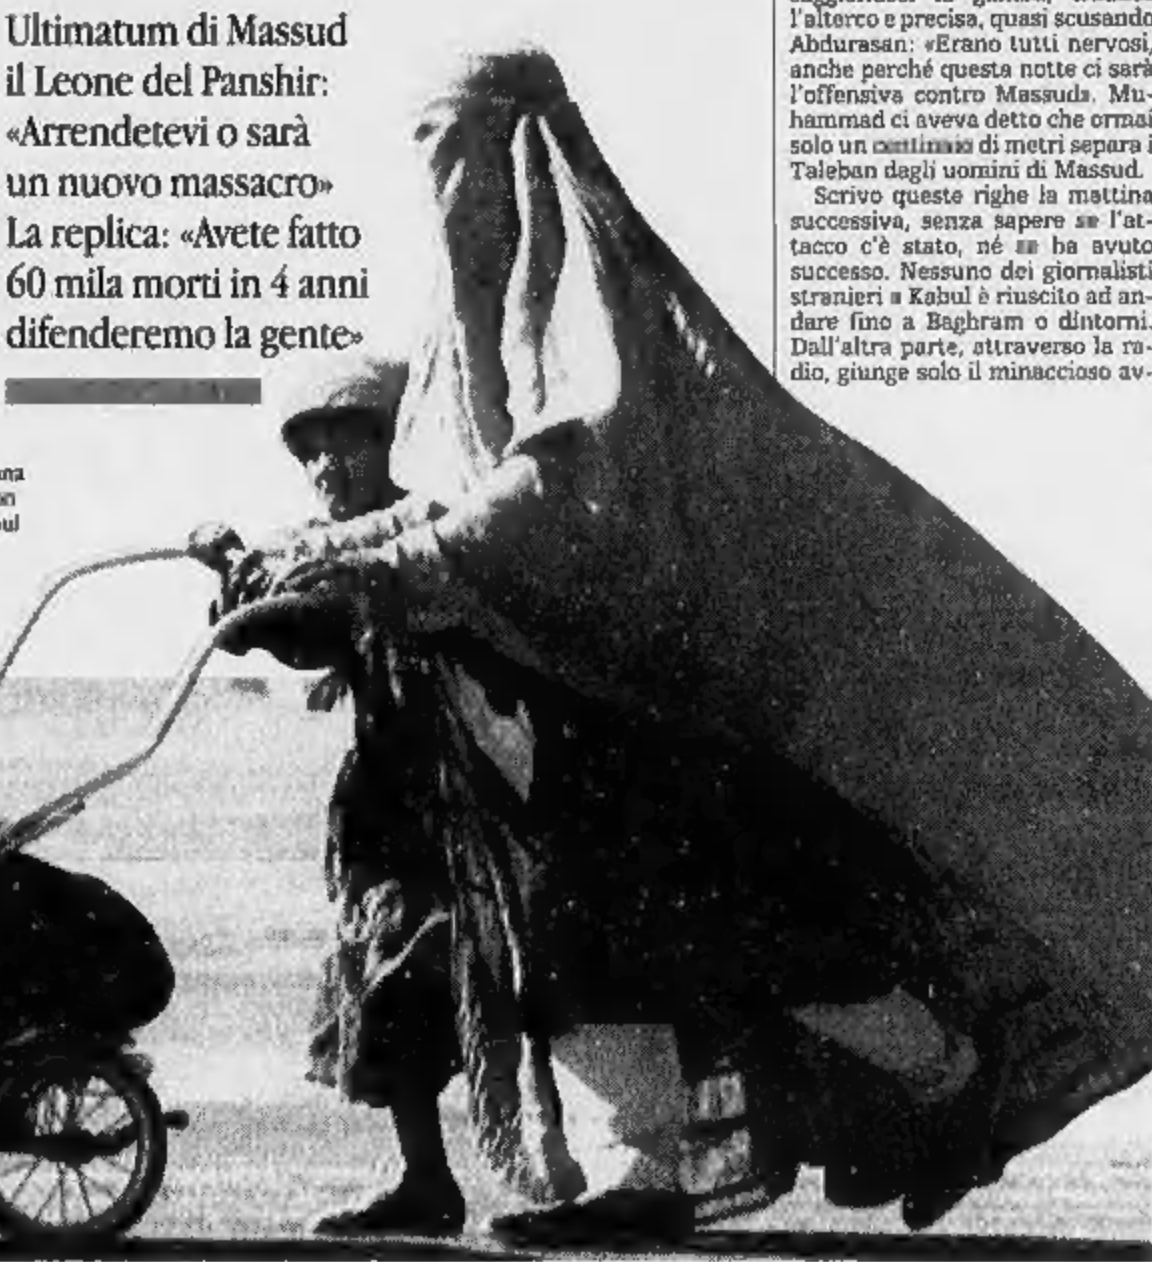 Ultimatum di Massud
il Leone del Panshir:
«Arrendetevi o sarà
un nuovo massacro»
La replica: «Avete fatto
60 mila morti in 4 anni
difenderemo la gente»
l'alterco e precisa, quasi scusando
Abdurasan: «Erano tutti nervosi,
anche perché questa notte ci sarà
l'offensiva contro Massud». Mu-
hammad ci aveva detto che ormai
solo un centinaio di metri separa i
Taleban dagli uomini di Massud.
Scrivo queste righe la mattina
successiva, senza sapere se l'at-
tacco c'è stato, né se ha avuto
successo. Nessuno dei giornalisti
stranieri a Kabul è riuscito ad an-
dare fino a Baghram o dintorni.
Dall'altra parte, attraverso la ra-
dio, giunge solo il minaccioso av-